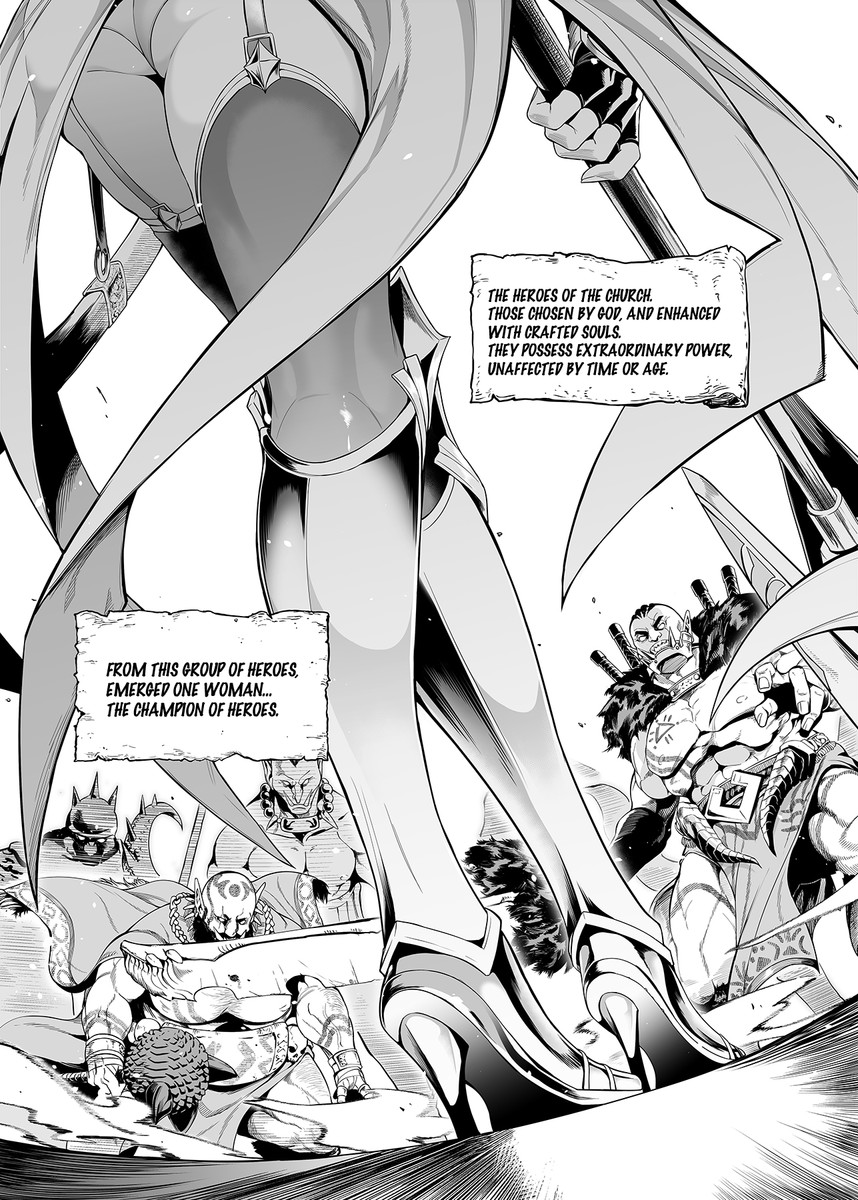 THE HEROES OF THE CHURCH.
THOSE CHOSEN BY GOD, AND ENHANCED
WITH CRAFTED SOULS.
THEY POSSESS EXTRAORDINARY POWER,
UNAFFECTED BY TIME OR AGE.
FROM THIS GROUP OF HEROES,
EMERGED ONE WOMAN...
THE CHAMPION OF HEROES.